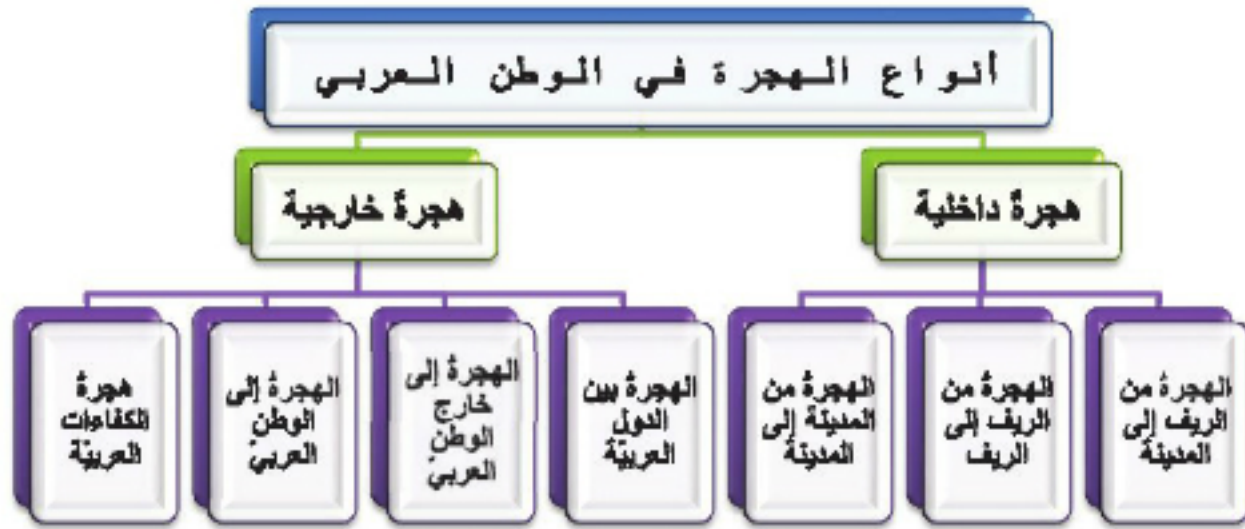 أنواع الهجرة في الوطن العربي
هجرة داخلية
هجرة خارجية
الهجرة من
الريف إلى
المدينة
الهجرة من
الريف إلى
الريف
الهجرة من
المدينة إلى
المدينة
الهجرة بين
الدول
العربيّة
الهجرة إلى
خارج
الوطن
العربيّ
الهجرة إلى
الوطن
العربيّ
هجرة
الكفاءات
العربيّة